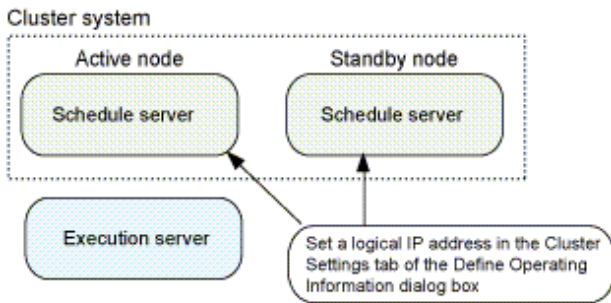 Cluster system
Active node
Standby node
Schedule server
Schedule server
Execution server
Set a logical IP address in the Cluster
Settings tab of the Define Operating
Information dialog box